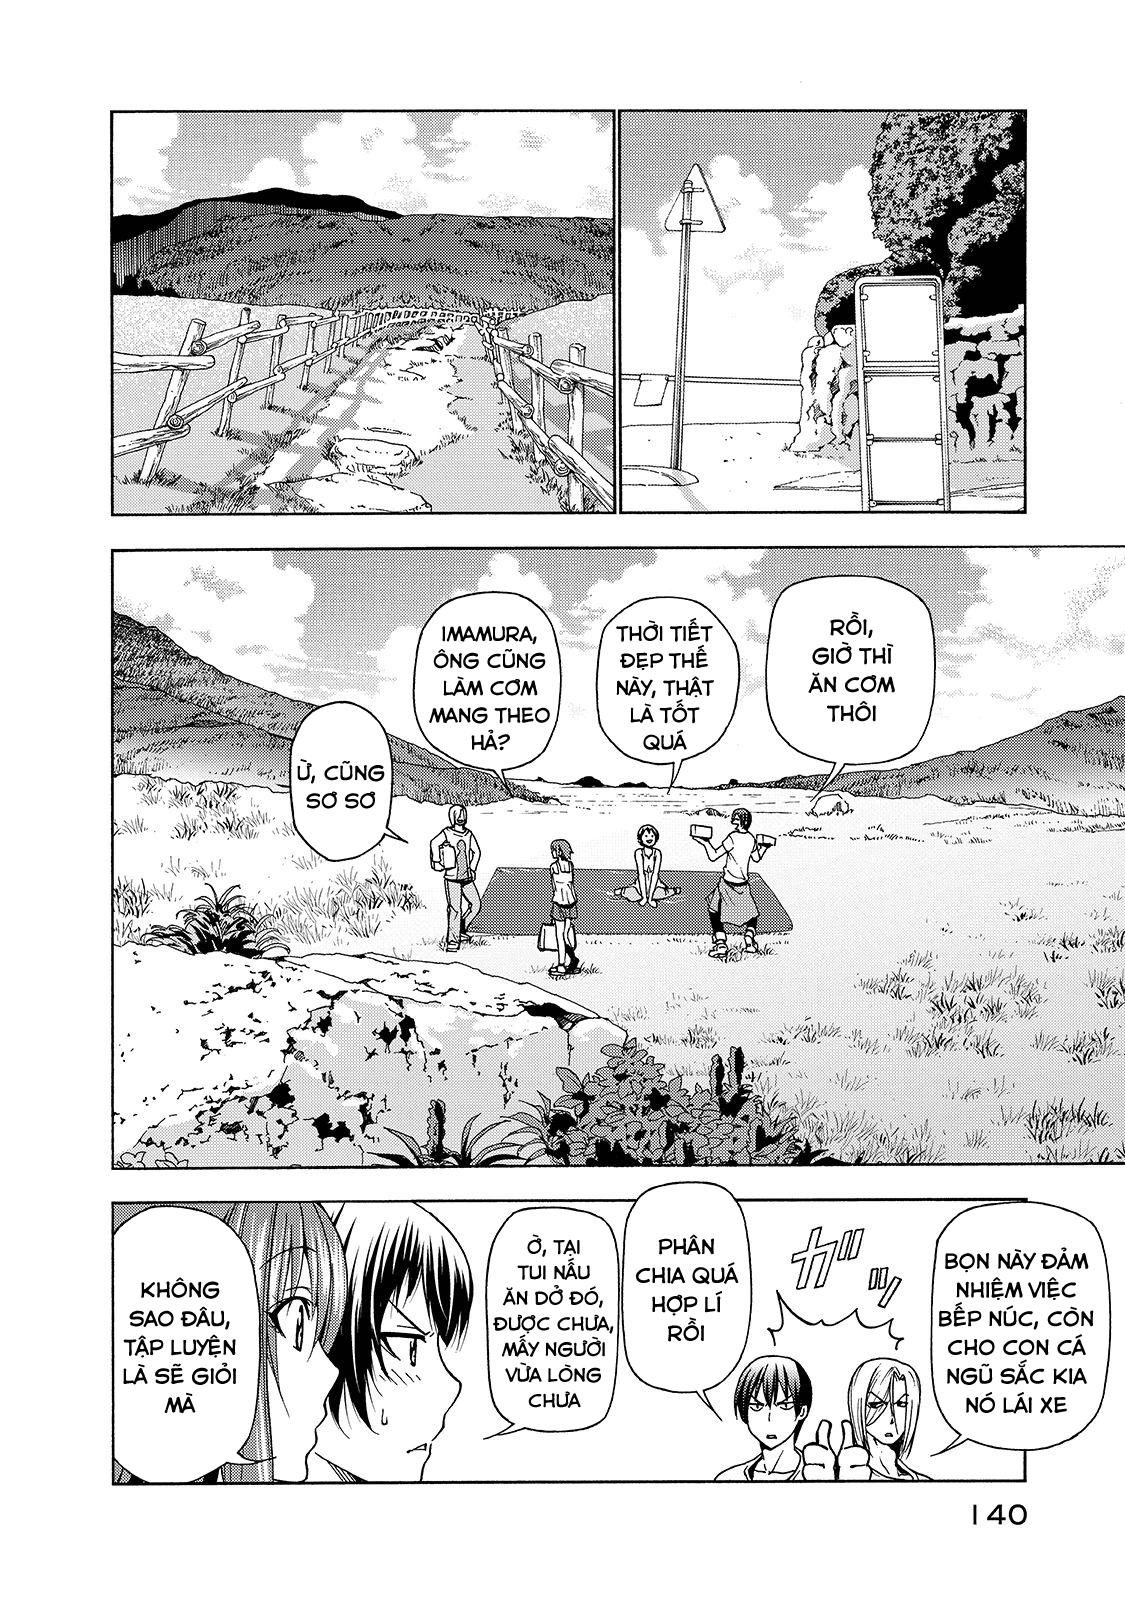 RỒI,
GIỜ THÌ
ĂN CƠM
THÔI
THỜI TIẾT
ĐẸP THẾ
NÀY, THẬT
LÀ TỐT
QUÁ
IMAMURA,
ÔNG CŨNG
LÀM CƠM
MANG THEO
HẢ?
Ừ, CŨNG
SƠ SƠ
BỌN NÀY ĐẢM
NHIỆM VIỆC
BẾP NÚC, CÒN
CHO CON CÁ
NGŨ SẮC KIA
NÓ LÁI XE
ガッ
ッ
PHÂN
CHIA QUÁ
HỢP LÍ
RỒI
Ờ, TẠI
TUI NẤU
ĂN DỞ ĐÓ,
ĐƯỢC CHƯA,
MẤY NGƯỜI
VỪA LÒNG
CHƯA
KHÔNG
SAO ĐÂU,
TẬP LUYỆN
LÀ SẼ GIỎI
MÀ
140